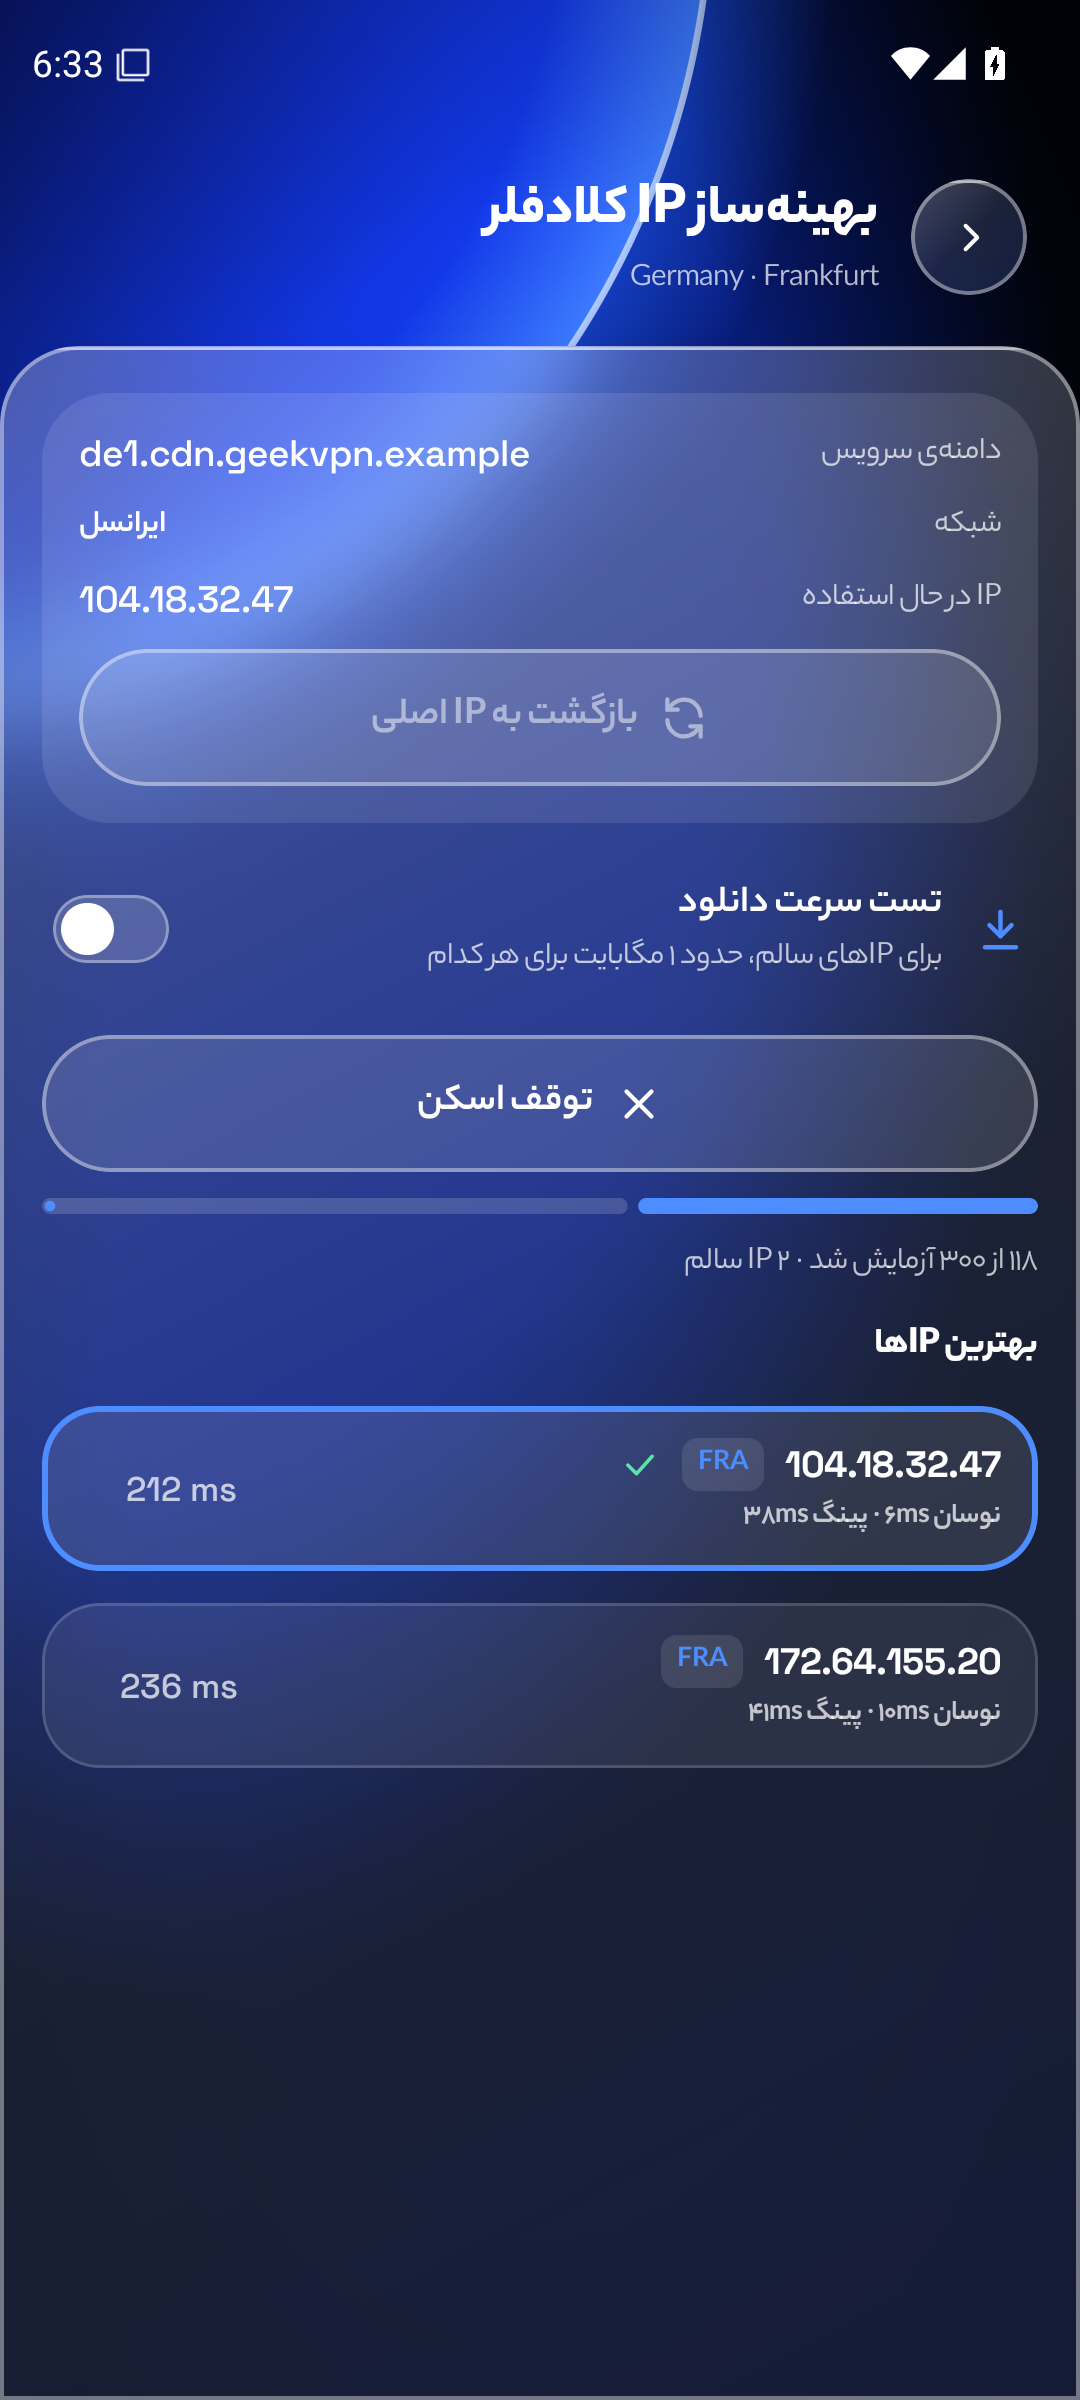 6:33
بهینه‌ساز IP کلادفلر
Germany · Frankfurt
دامنه‌ی سرویس de1.cdn.geekvpn.example
شبکه ایرانسل
IP در حال استفاده 104.18.32.47
بازگشت به IP اصلی
تست سرعت دانلود
برای IPهای سالم، حدود ۱ مگابایت برای هر کدام
توقف اسکن
۱۱۸ از ۳۰۰ آزمایش شد · ۲ IP سالم
بهترین IPها
104.18.32.47 FRA
نوسان ۶ms · پینگ ۳۸ms
212 ms
172.64.155.20 FRA
نوسان ۱۰ms · پینگ ۴۱ms
236 ms